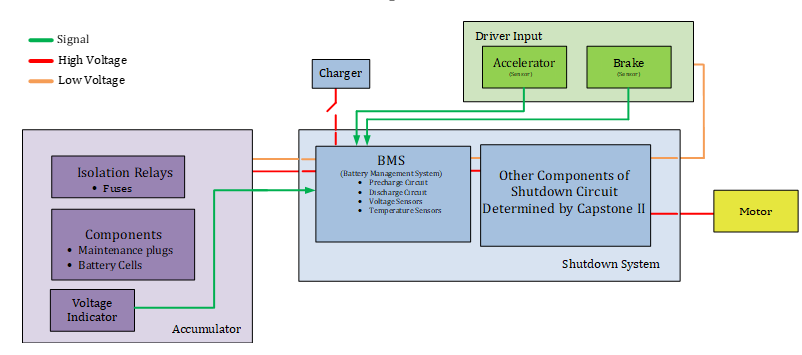 Signal
High Voltage
Low Voltage
Charger
Driver Input
Accelerator
(Sensor)
Brake
(Sensor)
Isolation Relays
• Fuses
Components
• Maintenance plugs
• Battery Cells
Voltage
Indicator
Accumulator
BMS
(Battery Management System)
• Precharge Circuit
• Discharge Circuit
• Voltage Sensors
• Temperature Sensors
Other Components of
Shutdown Circuit
Determined by Capstone II
Shutdown System
Motor